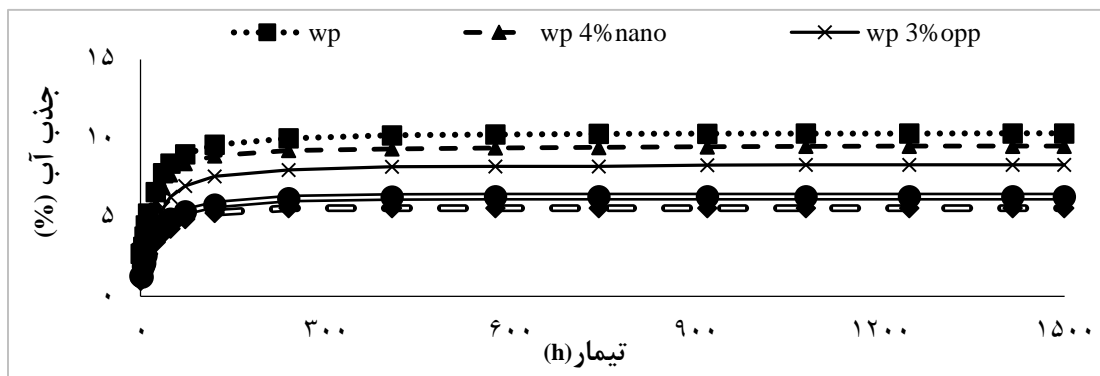 wp wp 4%nano wp 3%opp
۱۵
۱۰
۵
۰
جذب آب (%)
۰ ۳۰۰ ۶۰۰ ۹۰۰ ۱۲۰۰ ۱۵۰۰
تیمار(h)